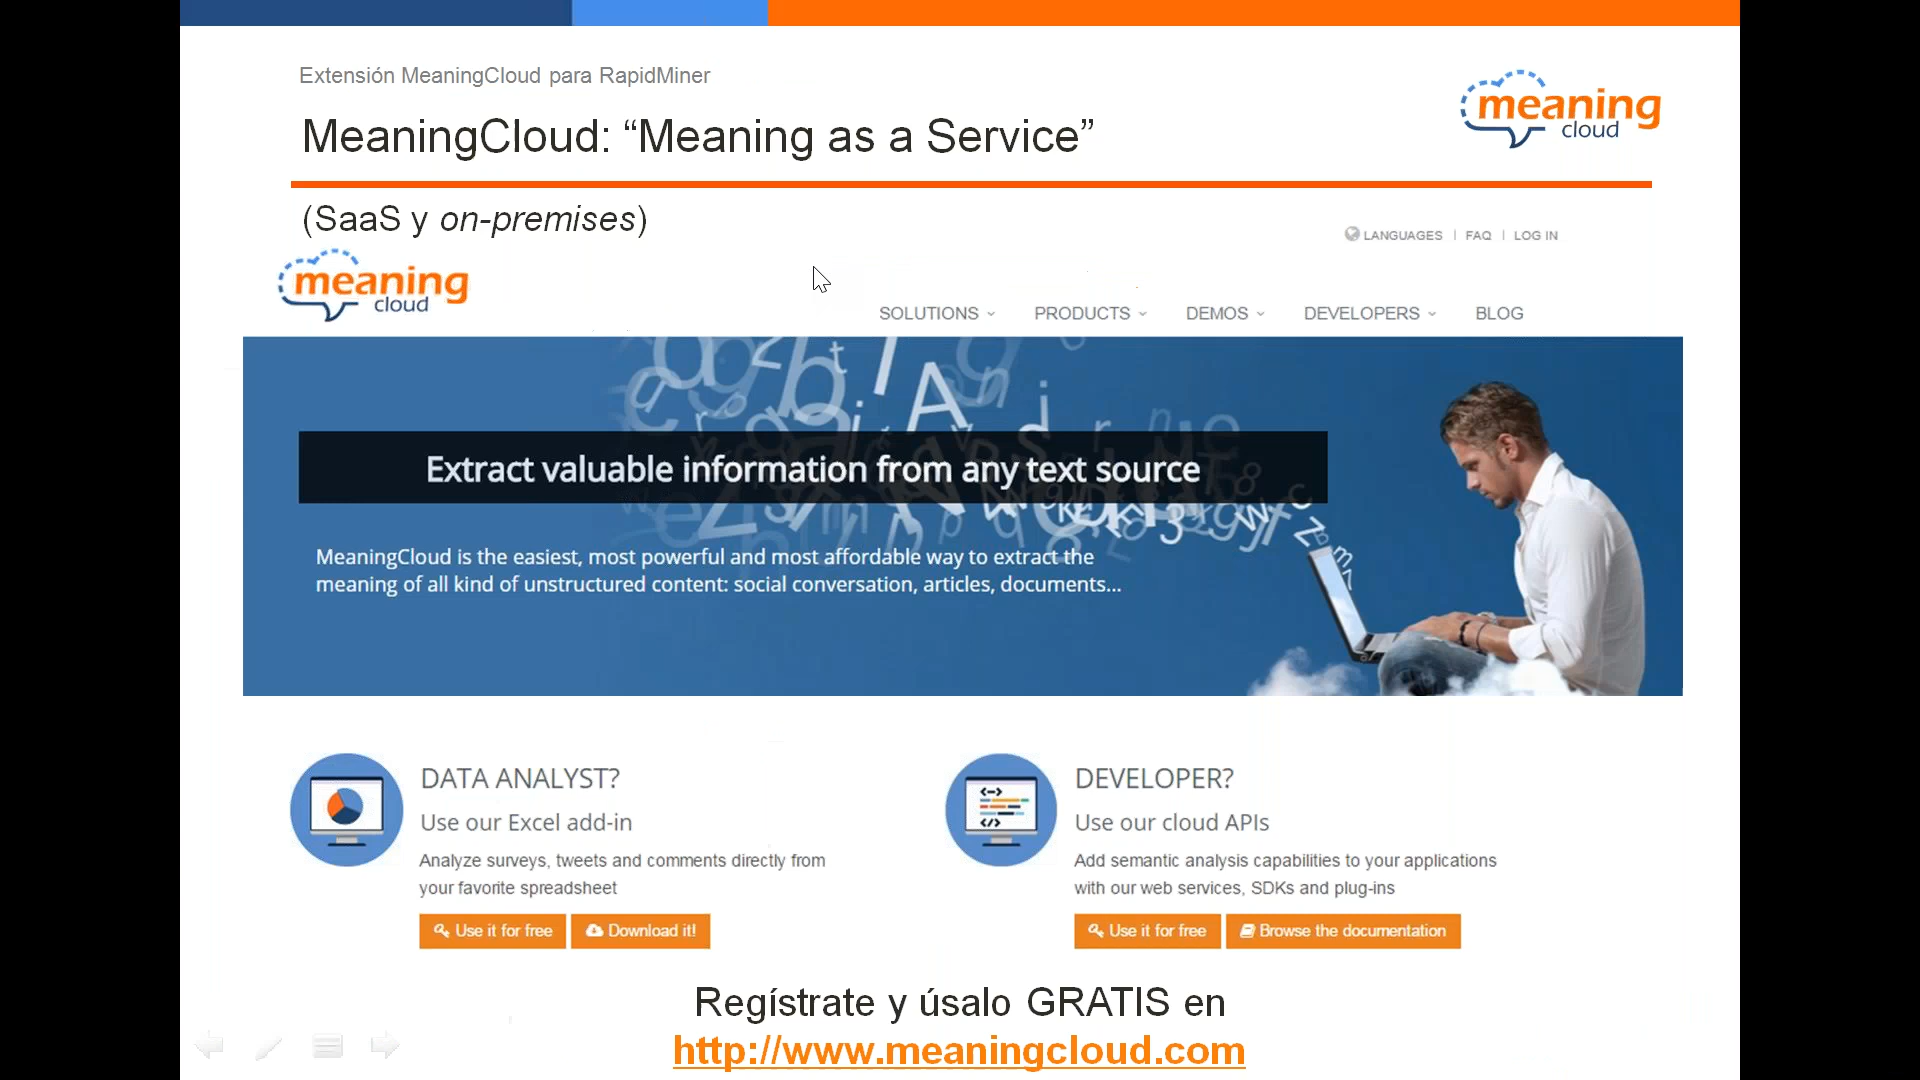 Extensión MeaningCloud para RapidMiner
MeaningCloud: “Meaning as a Service”
meaning
cloud
(SaaS y on-premises)
LANGUAGES | FAQ | LOG IN
meaning
cloud
SOLUTIONS PRODUCTS DEMOS DEVELOPERS BLOG
Extract valuable information from any text source
MeaningCloud is the easiest, most powerful and most affordable way to extract the
meaning of all kind of unstructured content: social conversation, articles, documents...
DATA ANALYST?
Use our Excel add-in
Analyze surveys, tweets and comments directly from
your favorite spreadsheet
Use it for free
Download it!
DEVELOPER?
Use our cloud APIs
Add semantic analysis capabilities to your applications
with our web services, SDKs and plug-ins
Use it for free
Browse the documentation
Regístrate y úsalo GRATIS en
http://www.meaningcloud.com